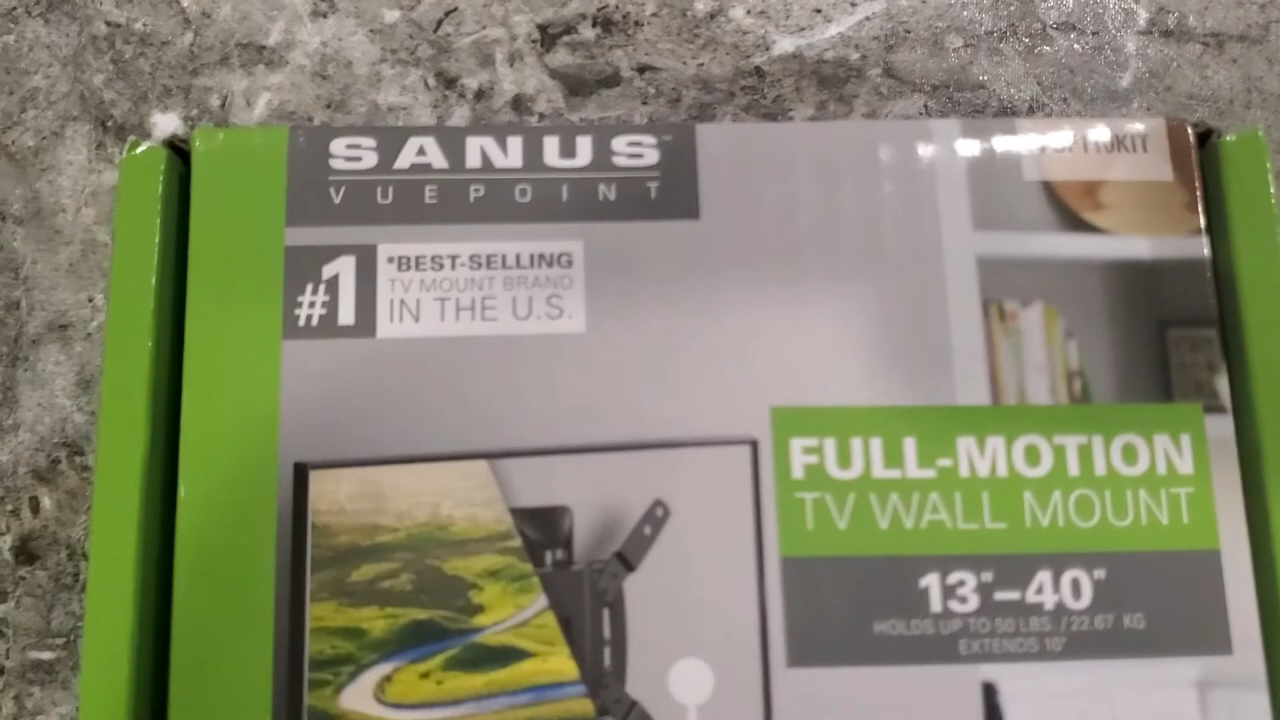 SANUS™
VUEPOINT
#1
*BEST-SELLING
TV MOUNT BRAND
IN THE U.S.
FULL-MOTION
TV WALL MOUNT
13"–40"
HOLDS UP TO 50 LBS. / 22.67 KG
EXTENDS 10"